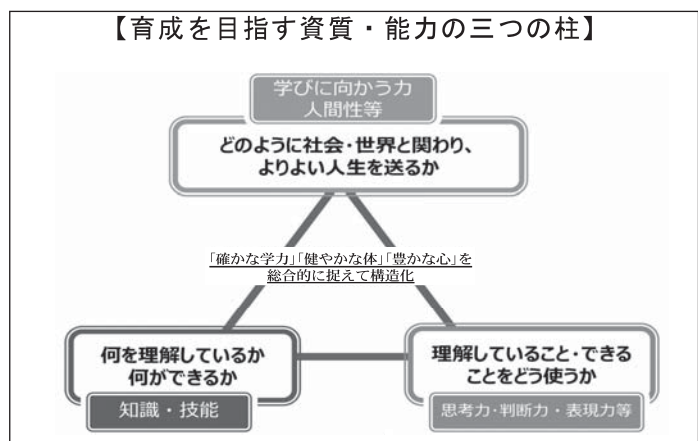 【育成を目指す資質・能力の三つの柱】
学びに向かう力
人間性等
どのように社会・世界と関わり、
よりよい人生を送るか
「確かな学力」「健やかな体」「豊かな心」を
総合的に捉えて構造化
何を理解しているか
何ができるか
知識・技能
理解していること・できる
ことをどう使うか
思考力・判断力・表現力等